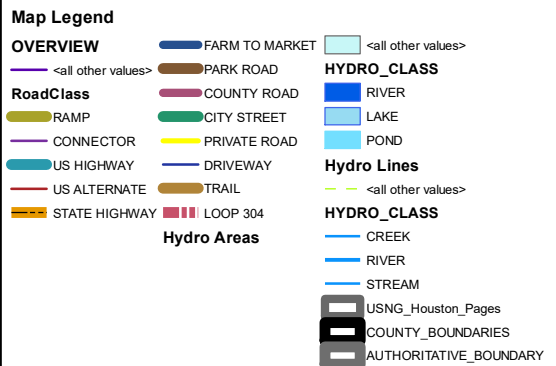 Map Legend
OVERVIEW
<all other values>
RoadClass
RAMP
CONNECTOR
US HIGHWAY
US ALTERNATE
STATE HIGHWAY
FARM TO MARKET
PARK ROAD
COUNTY ROAD
CITY STREET
PRIVATE ROAD
DRIVEWAY
TRAIL
LOOP 304
Hydro Areas
<all other values>
HYDRO_CLASS
RIVER
LAKE
POND
Hydro Lines
<all other values>
HYDRO_CLASS
CREEK
RIVER
STREAM
USNG_Houston_Pages
COUNTY_BOUNDARIES
AUTHORITATIVE_BOUNDARY